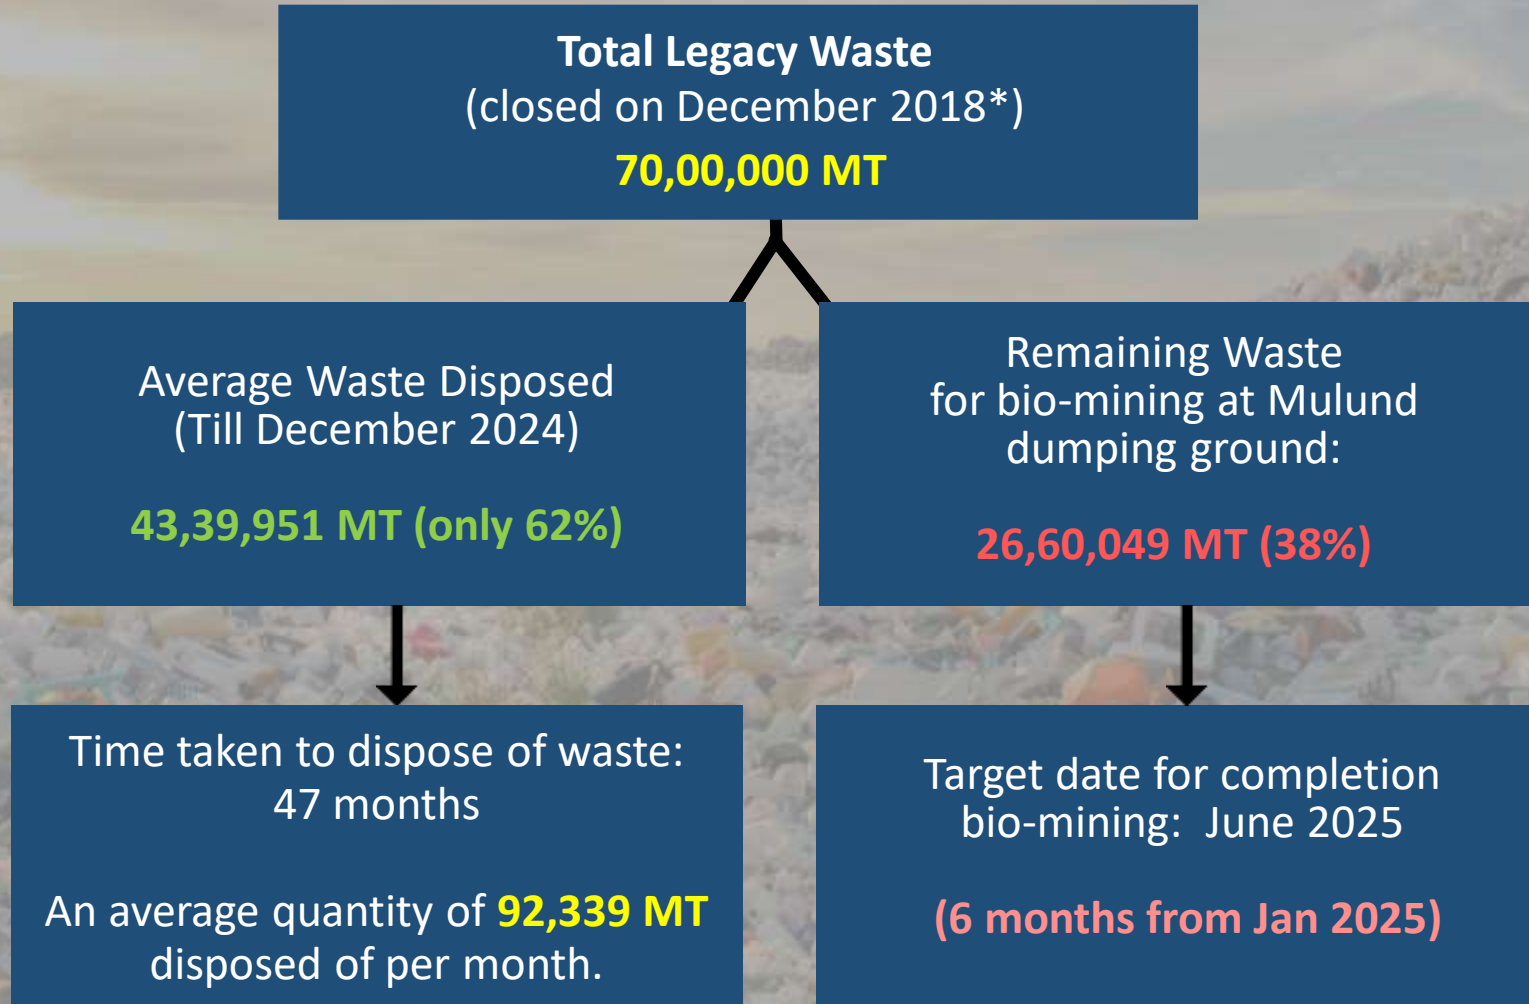 Total Legacy Waste
(closed on December 2018*)
70,00,000 MT
Average Waste Disposed
(Till December 2024)
43,39,951 MT (only 62%)
Remaining Waste
for bio-mining at Mulund
dumping ground:
26,60,049 MT (38%)
Time taken to dispose of waste:
47 months
An average quantity of 92,339 MT
disposed of per month.
Target date for completion
bio-mining: June 2025
(6 months from Jan 2025)